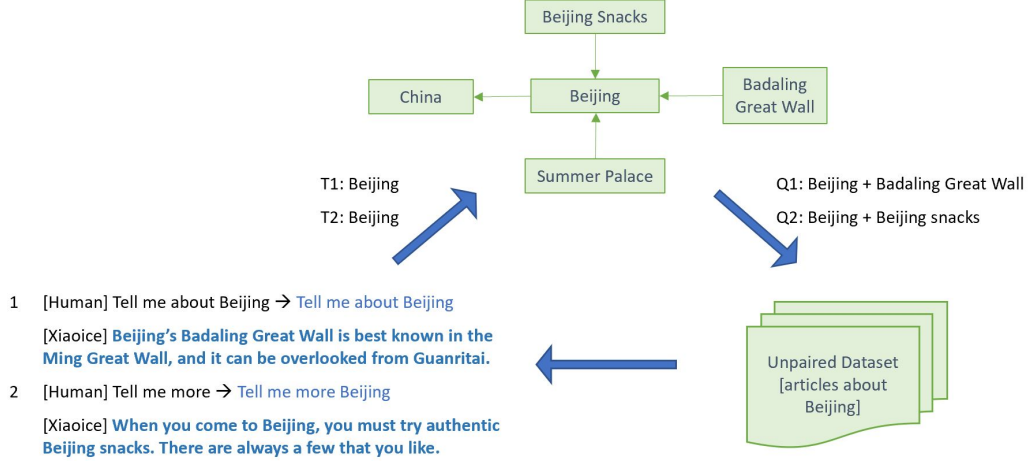 Beijing Snacks
China
Beijing
Badaling
Great Wall
Summer Palace
T1: Beijing
T2: Beijing
Q1: Beijing + Badaling Great Wall
Q2: Beijing + Beijing snacks
1 [Human] Tell me about Beijing → Tell me about Beijing
[Xiaoice] Beijing’s Badaling Great Wall is best known in the
Ming Great Wall, and it can be overlooked from Guanritai.
2 [Human] Tell me more → Tell me more Beijing
[Xiaoice] When you come to Beijing, you must try authentic
Beijing snacks. There are always a few that you like.
Unpaired Dataset
[articles about
Beijing]